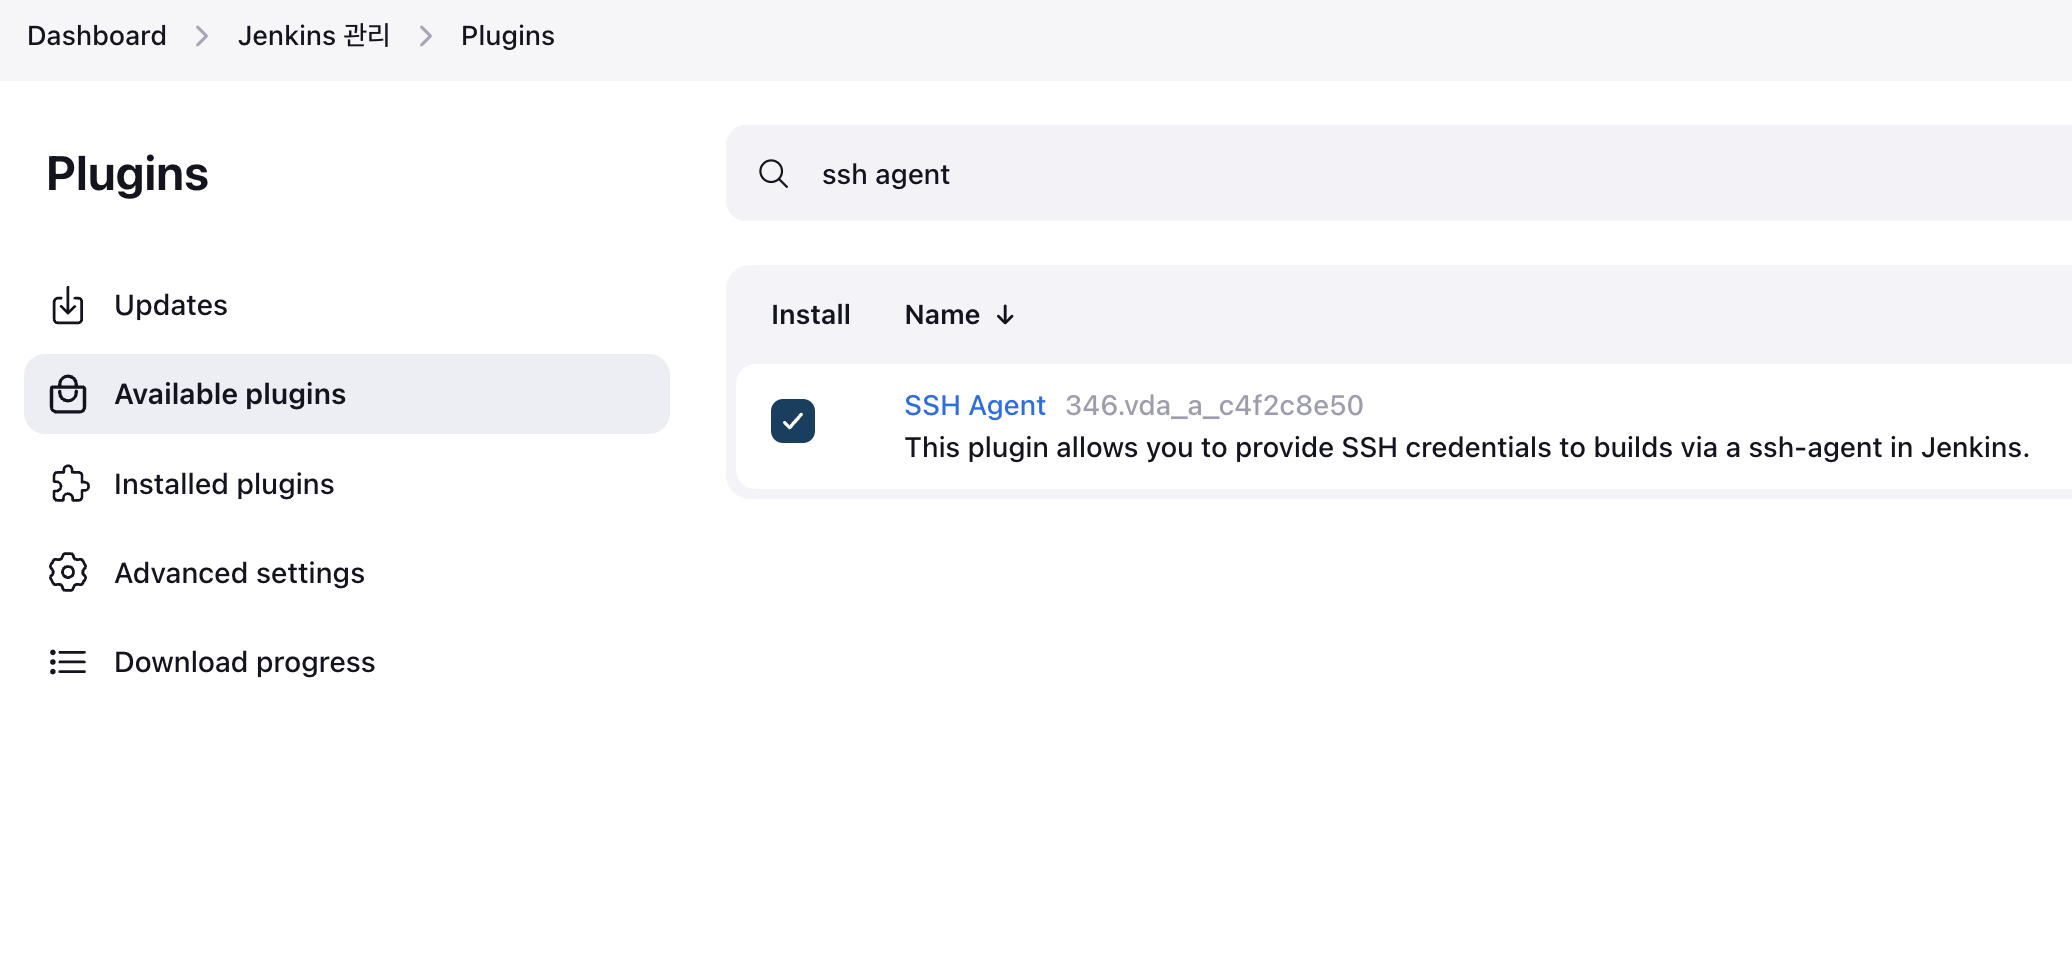 Dashboard > Jenkins 관리 > Plugins
Plugins
Updates
Available plugins
Installed plugins
Advanced settings
Download progress
ssh agent
Install Name ↓
SSH Agent 346.vda_a_c4f2c8e50
This plugin allows you to provide SSH credentials to builds via a ssh-agent in Jenkins.